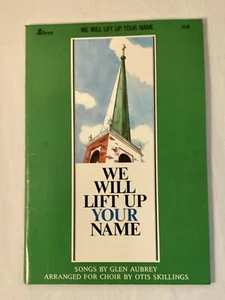 WE WILL LIFT UP YOUR NAME
WE
WILL
LIFT UP
YOUR
NAME
SONGS BY GLEN AUBREY
ARRANGED FOR CHOIR BY OTIS SKILLINGS